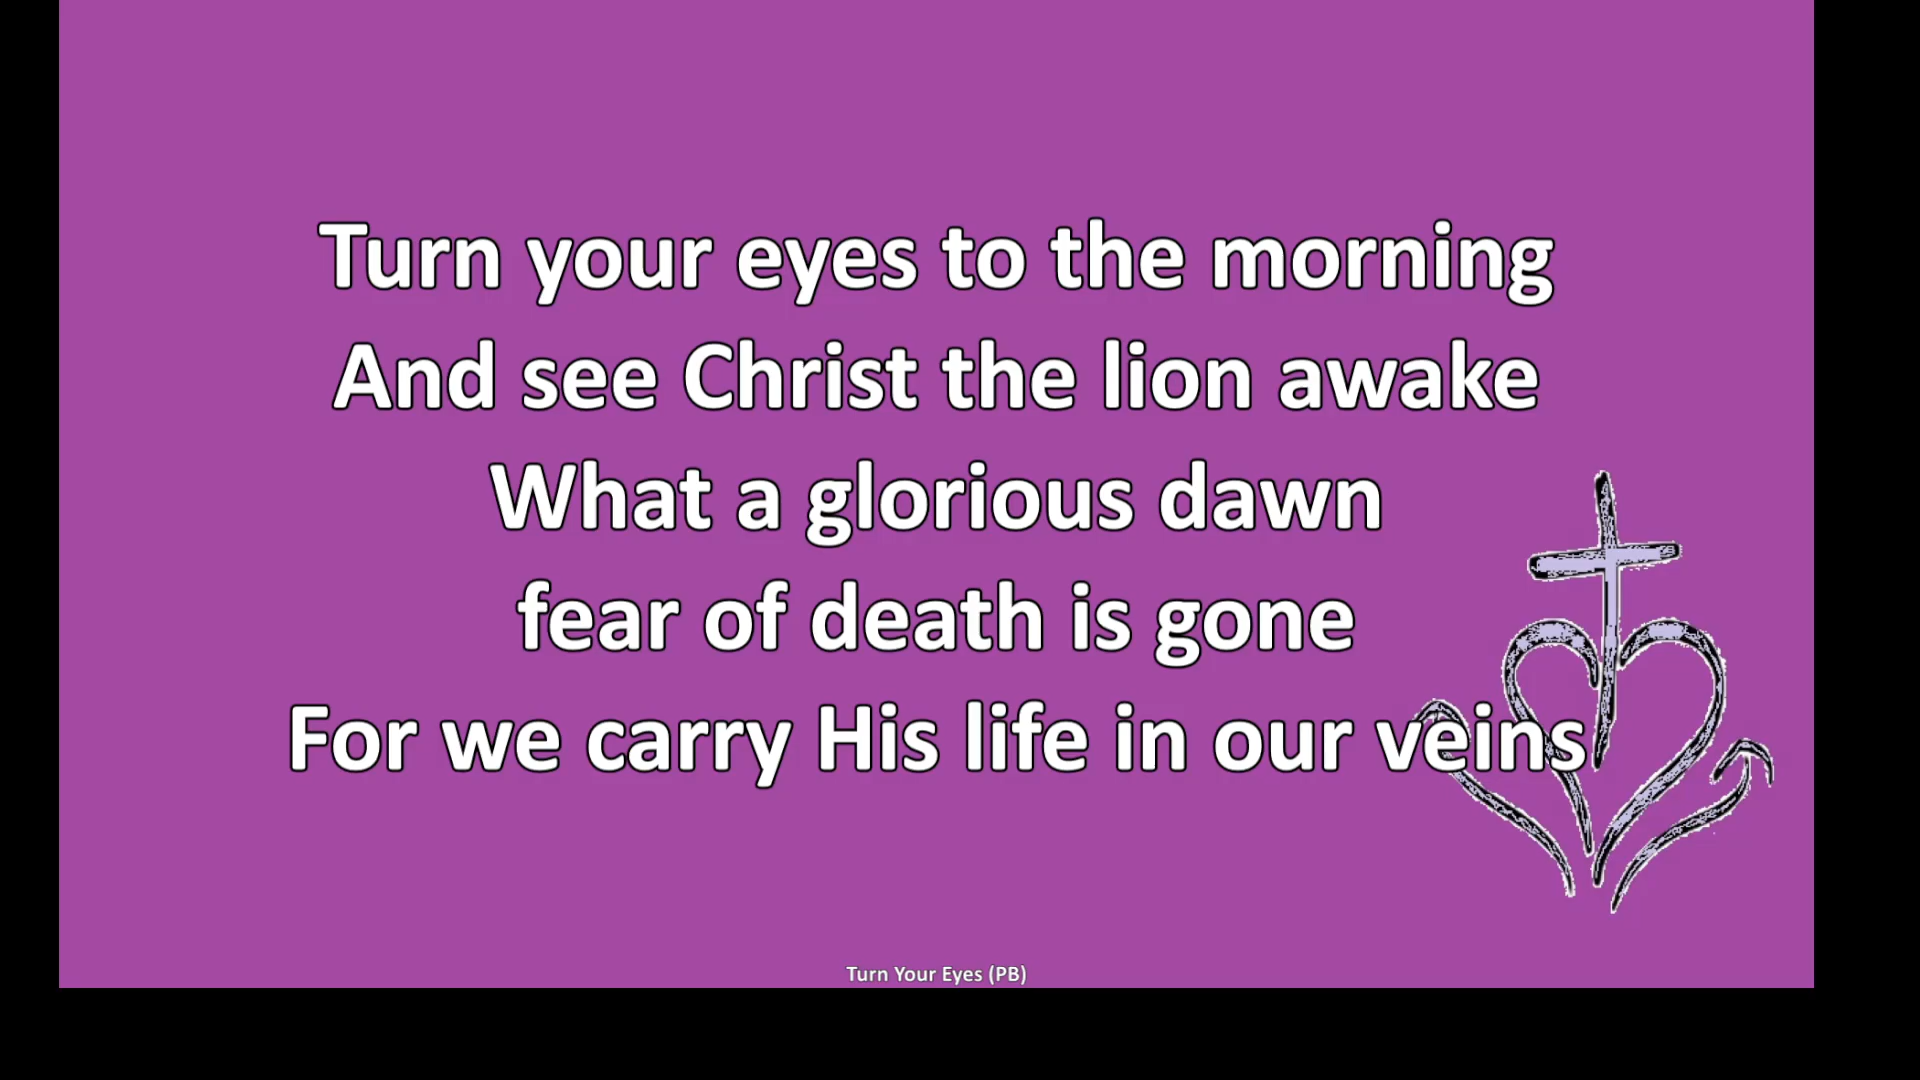 Turn your eyes to the morning
And see Christ the lion awake
What a glorious dawn
fear of death is gone
For we carry His life in our veins
Turn Your Eyes (PB)